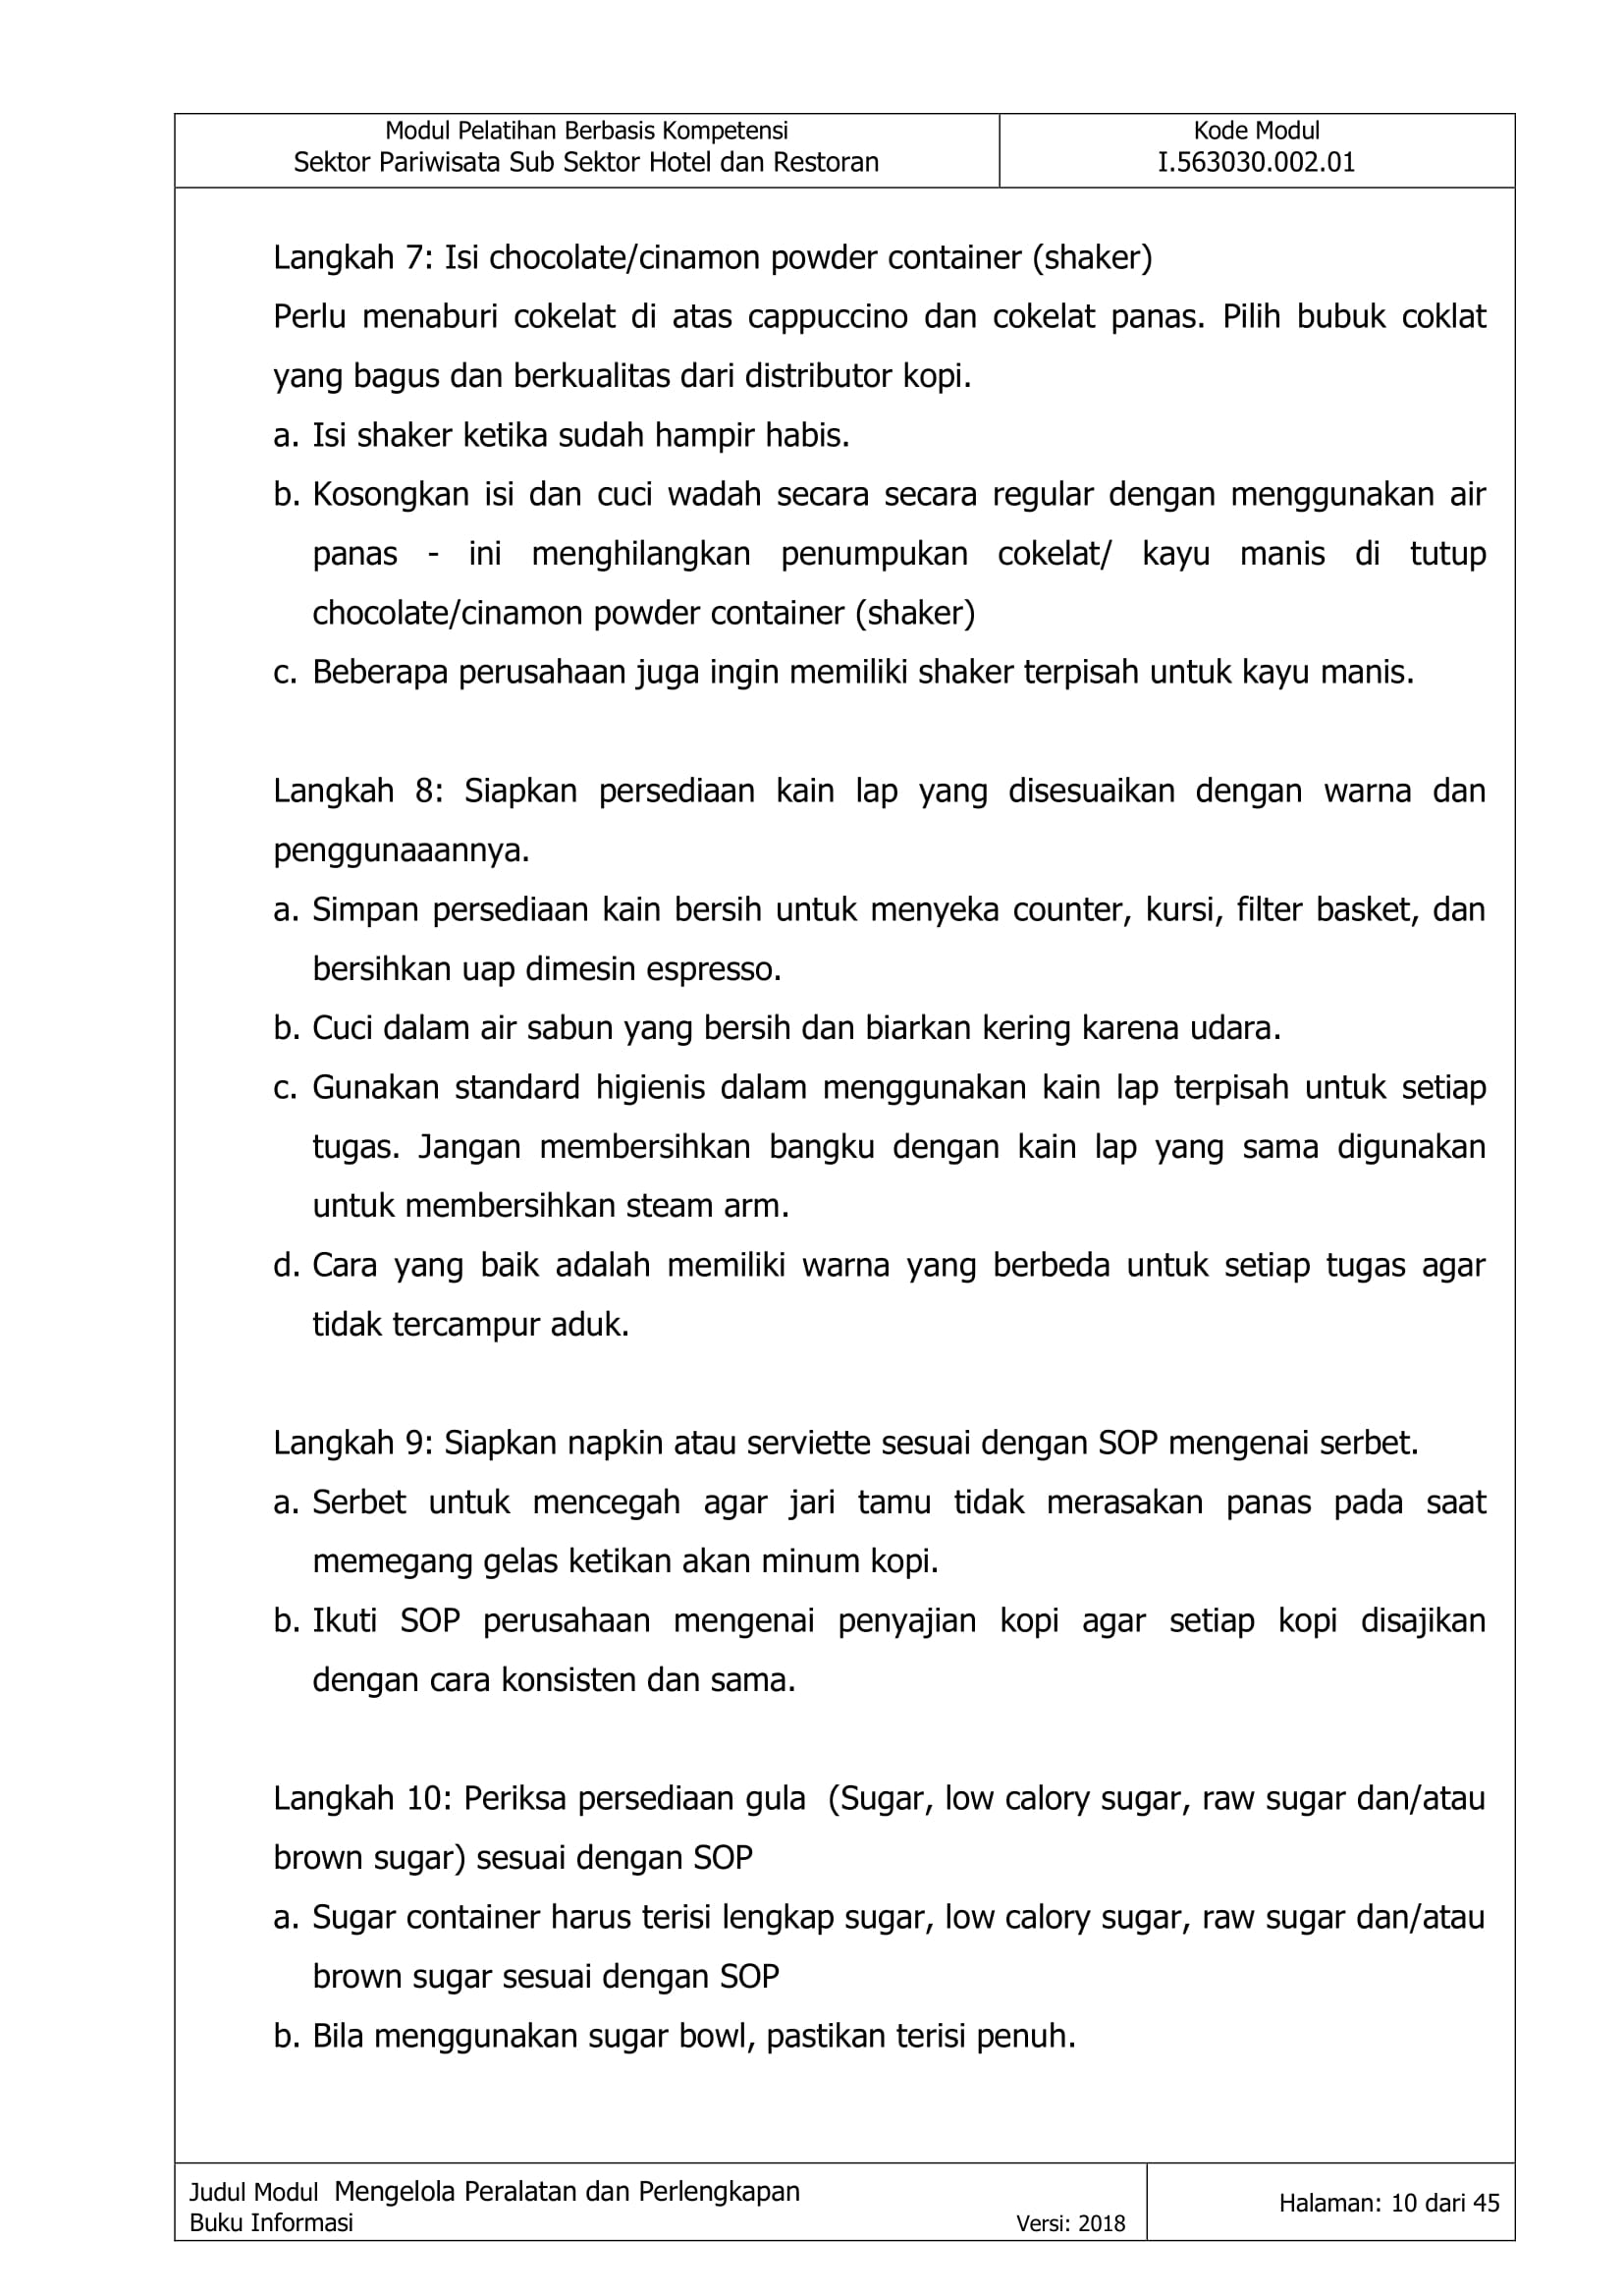 Modul Pelatihan Berbasis Kompetensi
Sektor Pariwisata Sub Sektor Hotel dan Restoran
Kode Modul
I.563030.002.01
Langkah 7: Isi chocolate/cinamon powder container (shaker)
Perlu menaburi cokelat di atas cappuccino dan cokelat panas. Pilih bubuk coklat
yang bagus dan berkualitas dari distributor kopi.
a. Isi shaker ketika sudah hampir habis.
b. Kosongkan isi dan cuci wadah secara secara regular dengan menggunakan air
panas - ini menghilangkan penumpukan cokelat/ kayu manis di tutup
chocolate/cinamon powder container (shaker)
c. Beberapa perusahaan juga ingin memiliki shaker terpisah untuk kayu manis.
Langkah 8: Siapkan persediaan kain lap yang disesuaikan dengan warna dan
penggunaaannya.
a. Simpan persediaan kain bersih untuk menyeka counter, kursi, filter basket, dan
bersihkan uap dimesin espresso.
b. Cuci dalam air sabun yang bersih dan biarkan kering karena udara.
c. Gunakan standard higienis dalam menggunakan kain lap terpisah untuk setiap
tugas. Jangan membersihkan bangku dengan kain lap yang sama digunakan
untuk membersihkan steam arm.
d. Cara yang baik adalah memiliki warna yang berbeda untuk setiap tugas agar
tidak tercampur aduk.
Langkah 9: Siapkan napkin atau serviette sesuai dengan SOP mengenai serbet.
a. Serbet untuk mencegah agar jari tamu tidak merasakan panas pada saat
memegang gelas ketikan akan minum kopi.
b. Ikuti SOP perusahaan mengenai penyajian kopi agar setiap kopi disajikan
dengan cara konsisten dan sama.
Langkah 10: Periksa persediaan gula (Sugar, low calory sugar, raw sugar dan/atau
brown sugar) sesuai dengan SOP
a. Sugar container harus terisi lengkap sugar, low calory sugar, raw sugar dan/atau
brown sugar sesuai dengan SOP
b. Bila menggunakan sugar bowl, pastikan terisi penuh.
Judul Modul Mengelola Peralatan dan Perlengkapan
Buku Informasi
Versi: 2018
Halaman: 10 dari 45